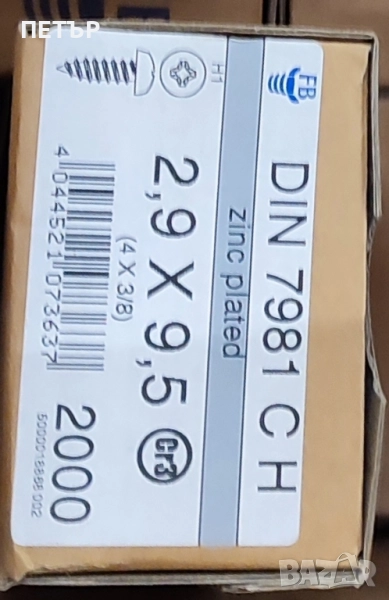 ПЕТЪР
FB
DIN 7981 C H
zinc plated
H1
2,9 X 9,5 Cr3
(4 X 3/8)
4 044521 073637
2000
BAZAR